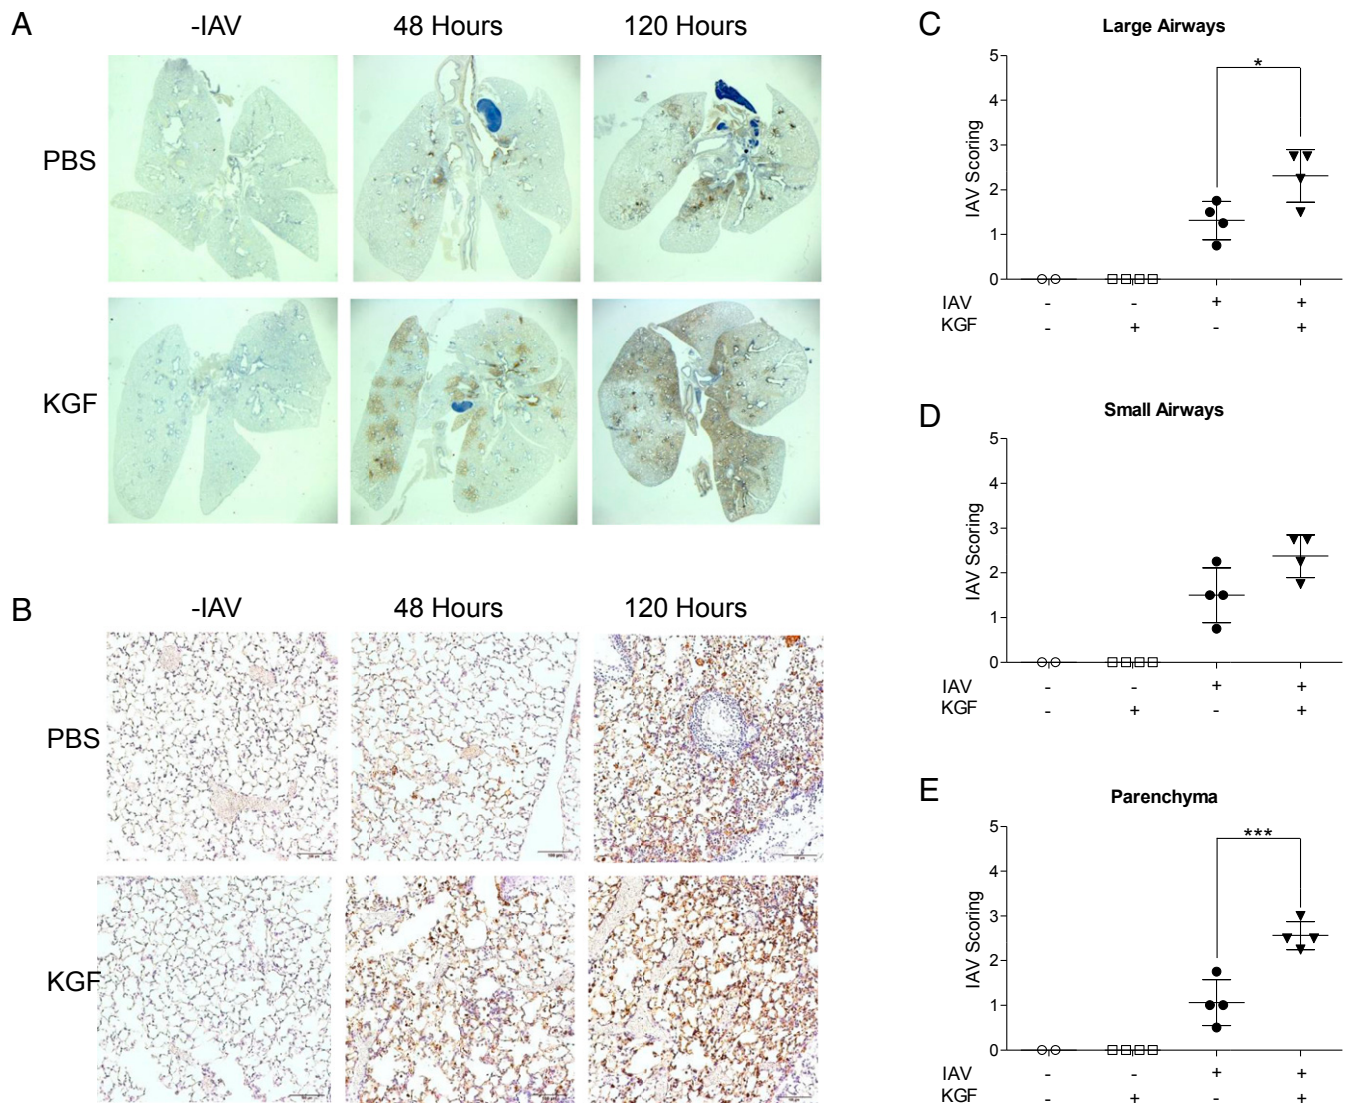 A
-IAV 48 Hours 120 Hours
PBS
KGF
B
-IAV 48 Hours 120 Hours
PBS
KGF
C
Large Airways
5
4
3
2
1
0
IAV Scoring
*
IAV - - + +
KGF - + - +
D
Small Airways
5
4
3
2
1
0
IAV Scoring
IAV - - + +
KGF - + - +
E
Parenchyma
5
4
3
2
1
0
IAV Scoring
***
IAV - - + +
KGF - + - +